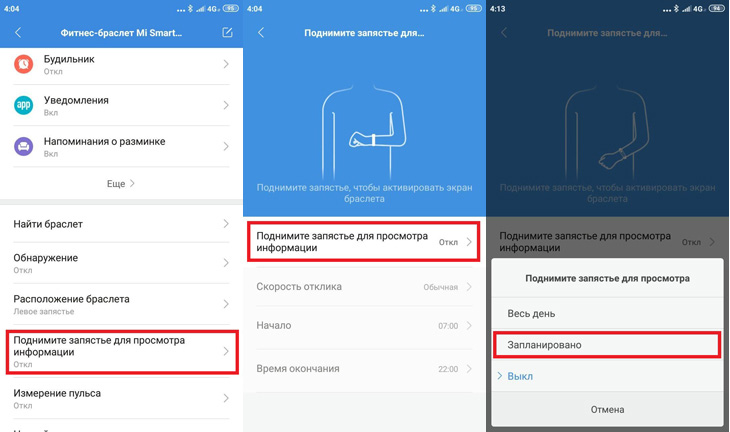 4:04
4G
95
Фитнес-браслет Mi Smart...
Будильник
Откл
app
Уведомления
Вкл
Напоминания о разминке
Вкл
Еще
Найти браслет
Обнаружение
Откл
Расположение браслета
Левое запястье
Поднимите запястье для просмотра
информации
Откл
Измерение пульса
Откл
4:04
4G
95
Поднимите запястье для...
Поднимите запястье, чтобы активировать экран
браслета
Поднимите запястье для просмотра
информации
Откл
Скорость отклика
Обычная
Начало
07:00
Время окончания
22:00
4:13
4G
94
Поднимите запястье для...
Поднимите запястье, чтобы активировать экран
браслета
Поднимите запястье для просмотра
информации
Откл
Поднимите запястье для просмотра
Весь день
Запланировано
Выкл
Отмена